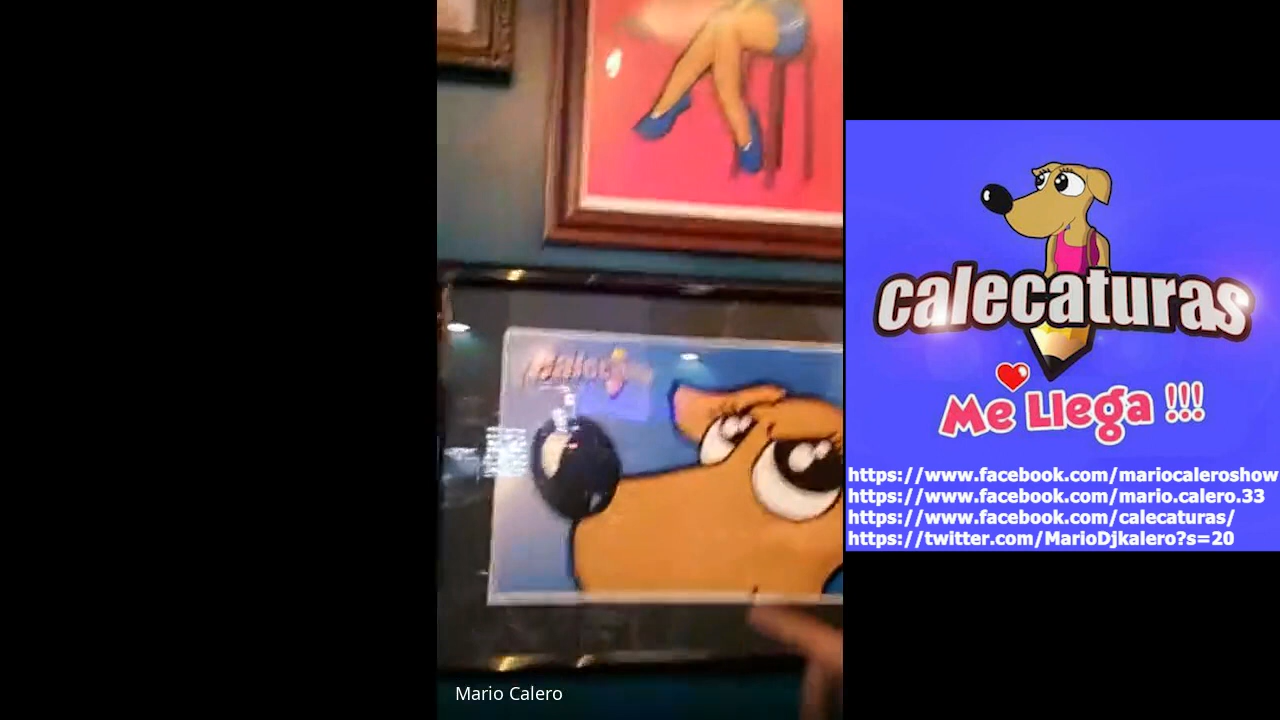 calecaturas
Me Llega !!!
https://www.facebook.com/mariocaleroshow
https://www.facebook.com/mario.calero.33
https://www.facebook.com/calecaturas/
https://twitter.com/MarioDjkalero?s=20
Mario Calero